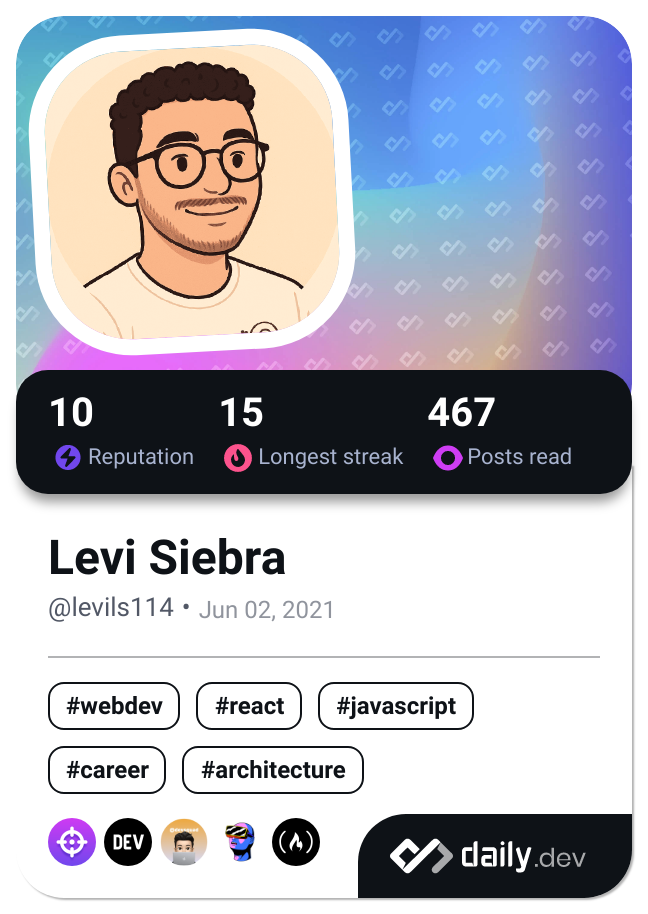 10 15 467
Reputation Longest streak Posts read
Levi Siebra
@levils114 • Jun 02, 2021
#webdev #react #javascript
#career #architecture
DEV
daily.dev